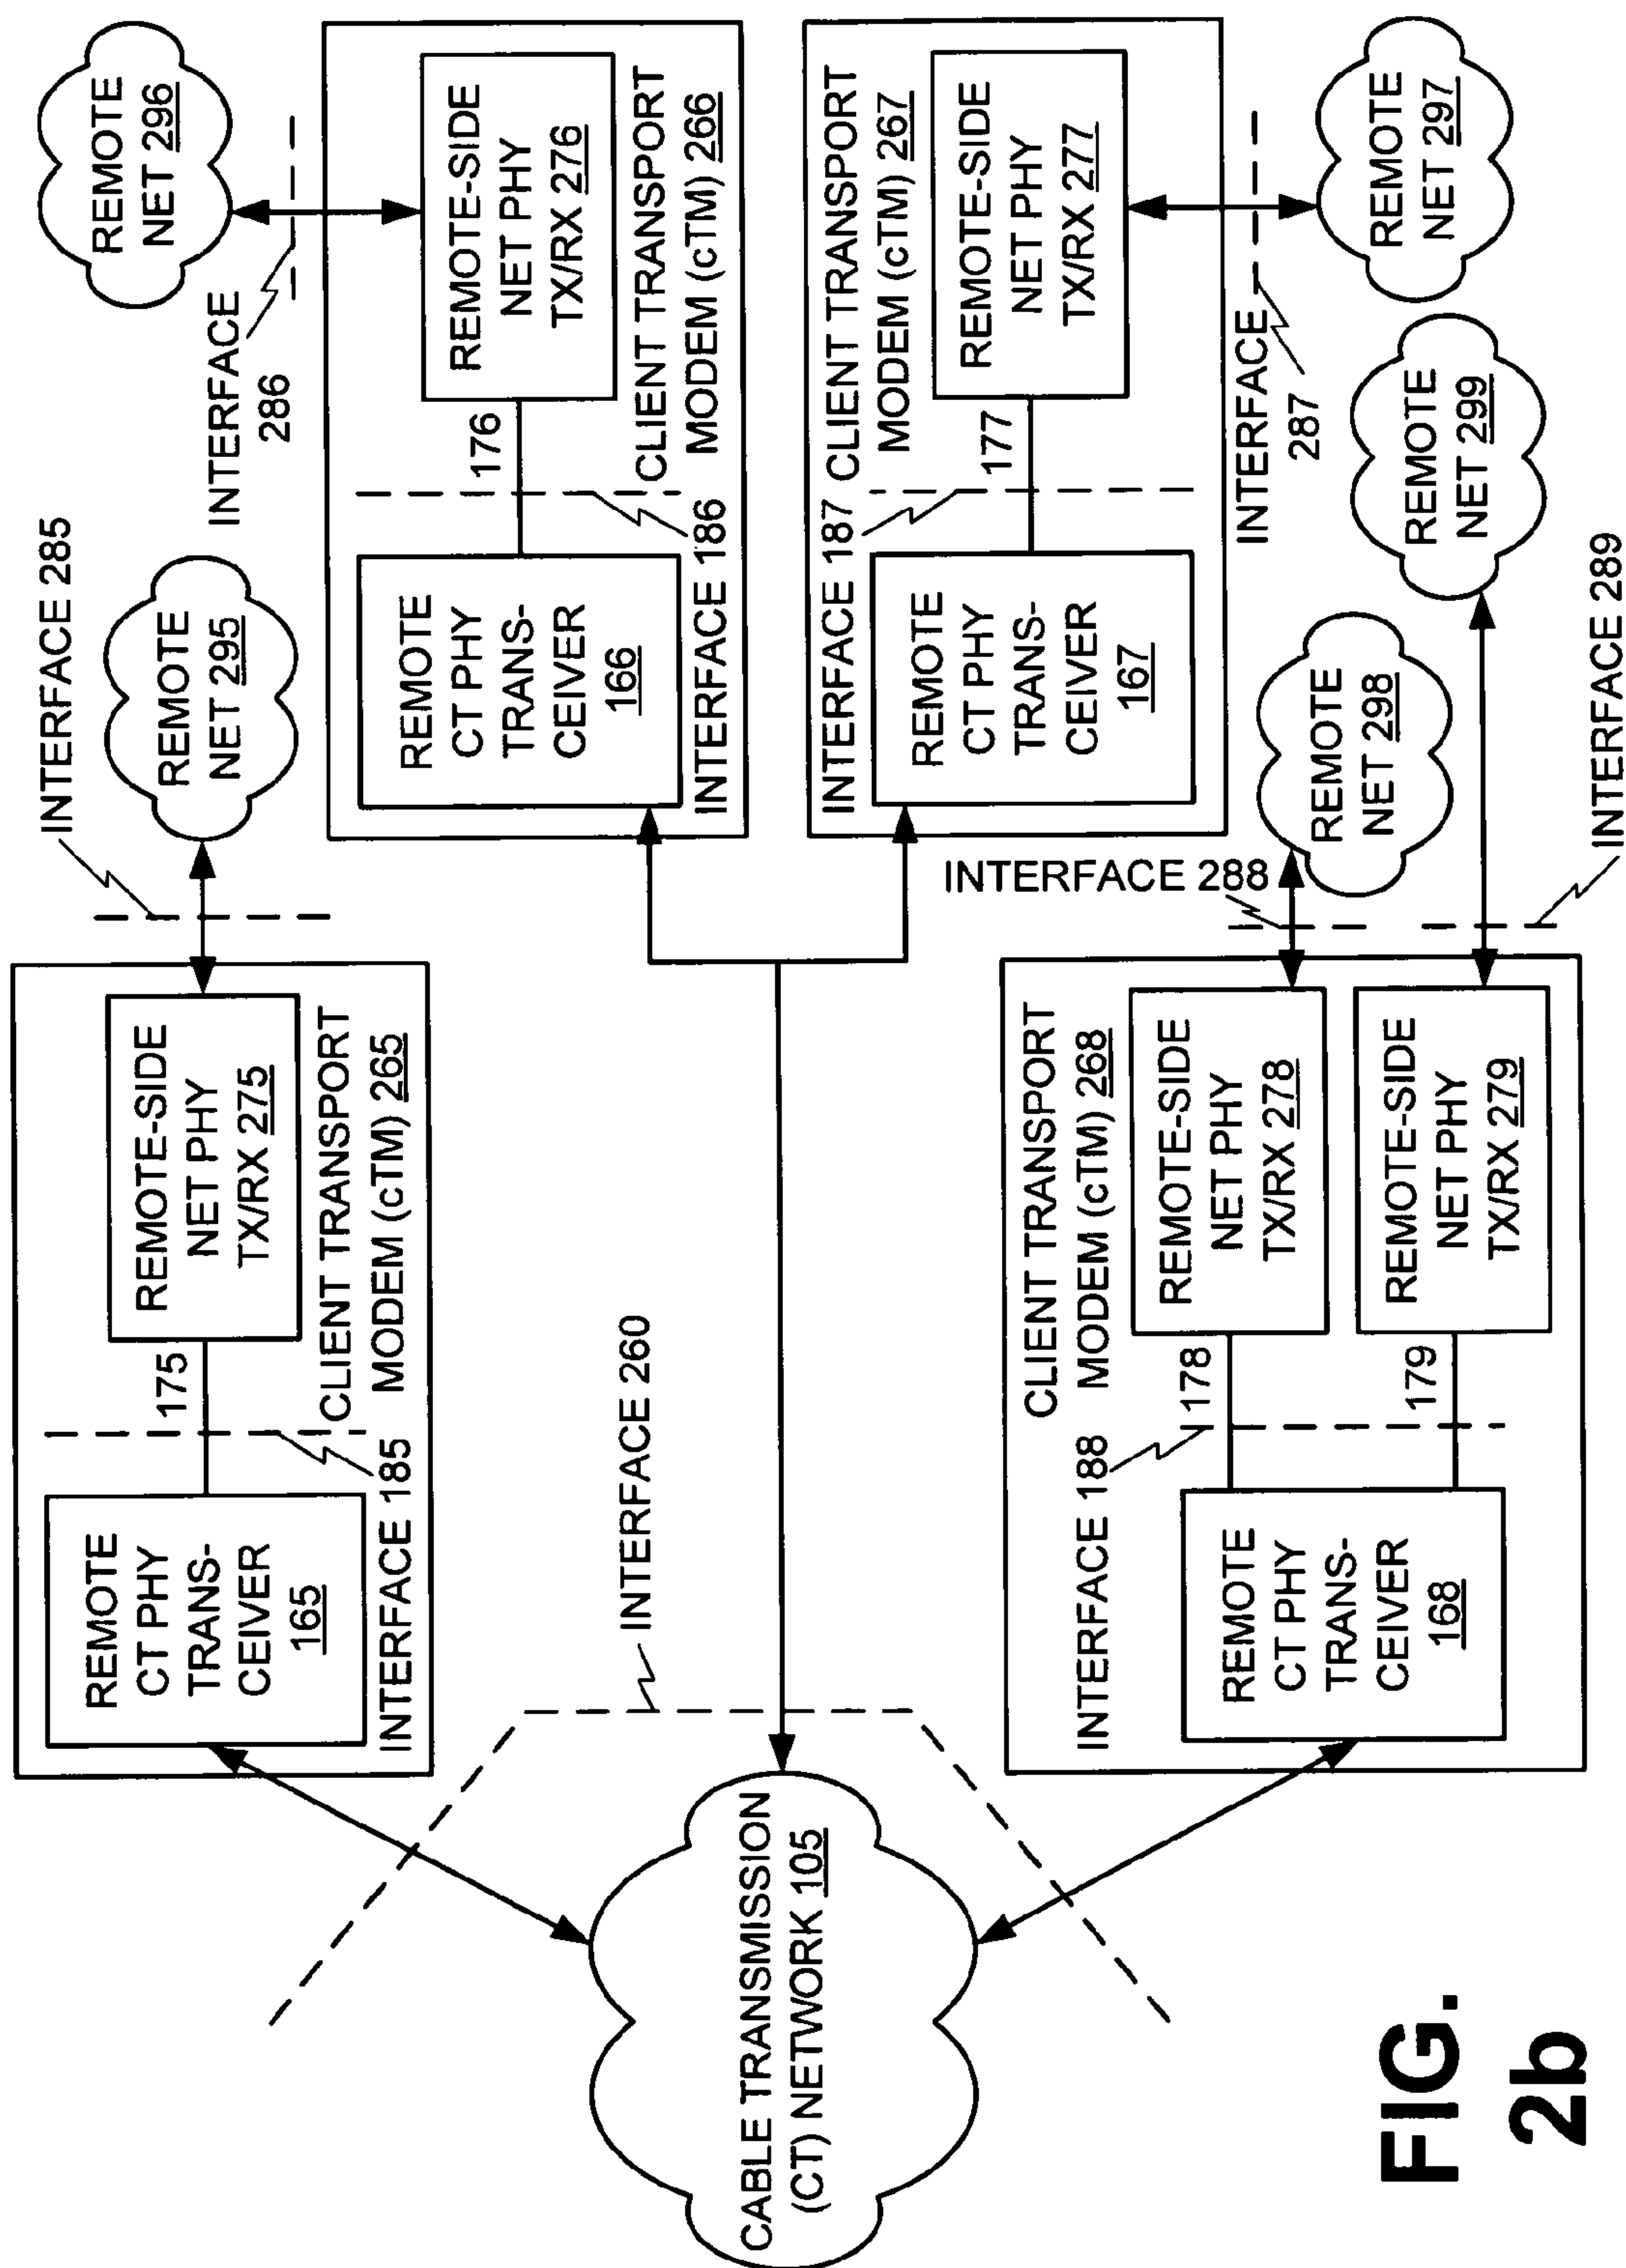 CABLE TRANSMISSION
(CT) NETWORK 105
INTERFACE 260
REMOTE
CT PHY
TRANS-
CEIVER
165
INTERFACE 185
175
REMOTE-SIDE
NET PHY
TX/RX 275
CLIENT TRANSPORT
MODEM (cTM) 265
INTERFACE 285
REMOTE
NET 295
REMOTE
CT PHY
TRANS-
CEIVER
166
INTERFACE 186
176
REMOTE-SIDE
NET PHY
TX/RX 276
CLIENT TRANSPORT
MODEM (cTM) 266
INTERFACE
286
REMOTE
NET 296
INTERFACE 187
CLIENT TRANSPORT
MODEM (cTM) 267
REMOTE
CT PHY
TRANS-
CEIVER
167
177
REMOTE-SIDE
NET PHY
TX/RX 277
INTERFACE
287
REMOTE
NET 297
CLIENT TRANSPORT
MODEM (cTM) 268
INTERFACE 188
REMOTE
CT PHY
TRANS-
CEIVER
168
178
REMOTE-SIDE
NET PHY
TX/RX 278
179
REMOTE-SIDE
NET PHY
TX/RX 279
INTERFACE 288
REMOTE
NET 298
INTERFACE 289
REMOTE
NET 299
FIG.
2b